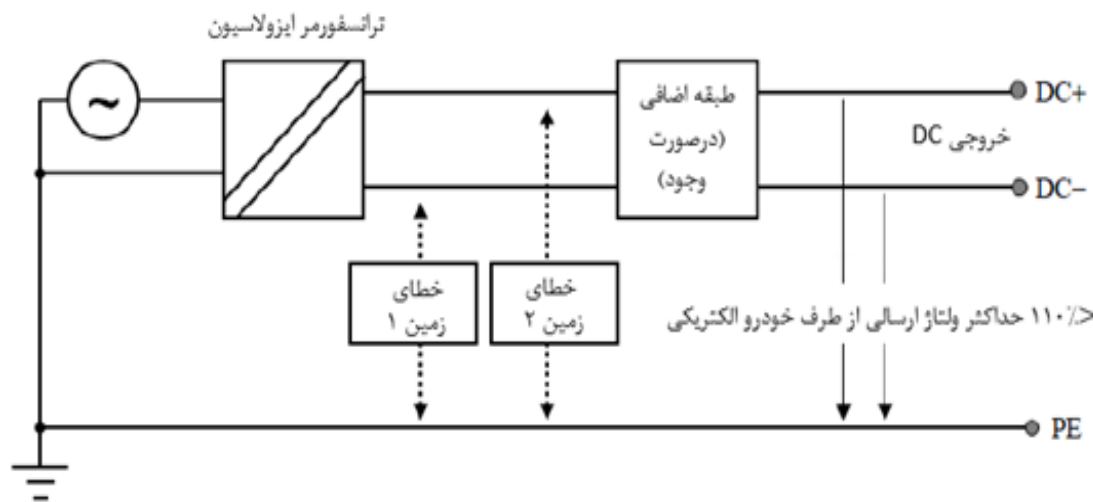 ترانسفورمر ایزولاسیون
~
طبقه اضافی
(درصورت
وجود)
DC+
خروجی DC
DC−
خطای
زمین ۱
خطای
زمین ۲
<٪۱۱۰ حداکثر ولتاژ ارسالی از طرف خودرو الکتریکی
PE